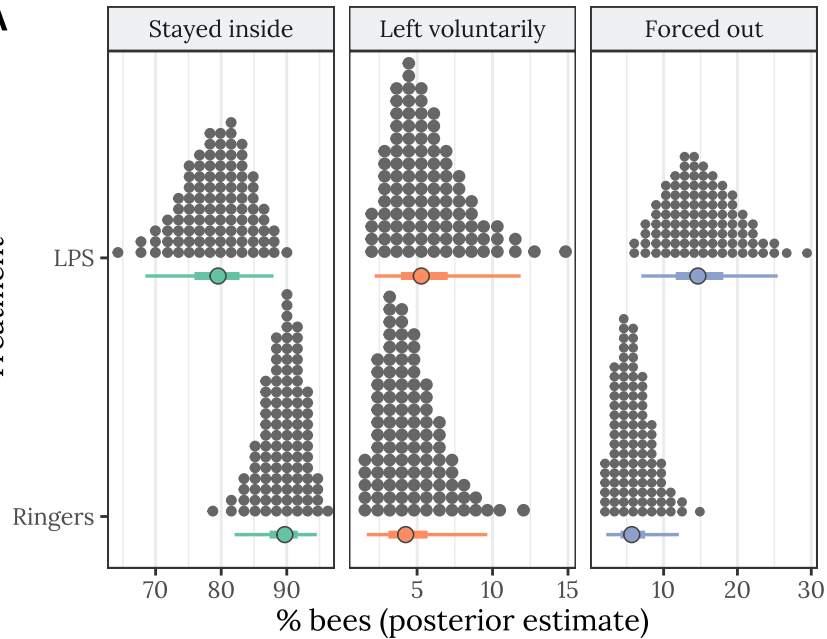 A
Stayed inside
Left voluntarily
Forced out
LPS
Ringers
70 80 90
5 10 15
10 20 30
% bees (posterior estimate)